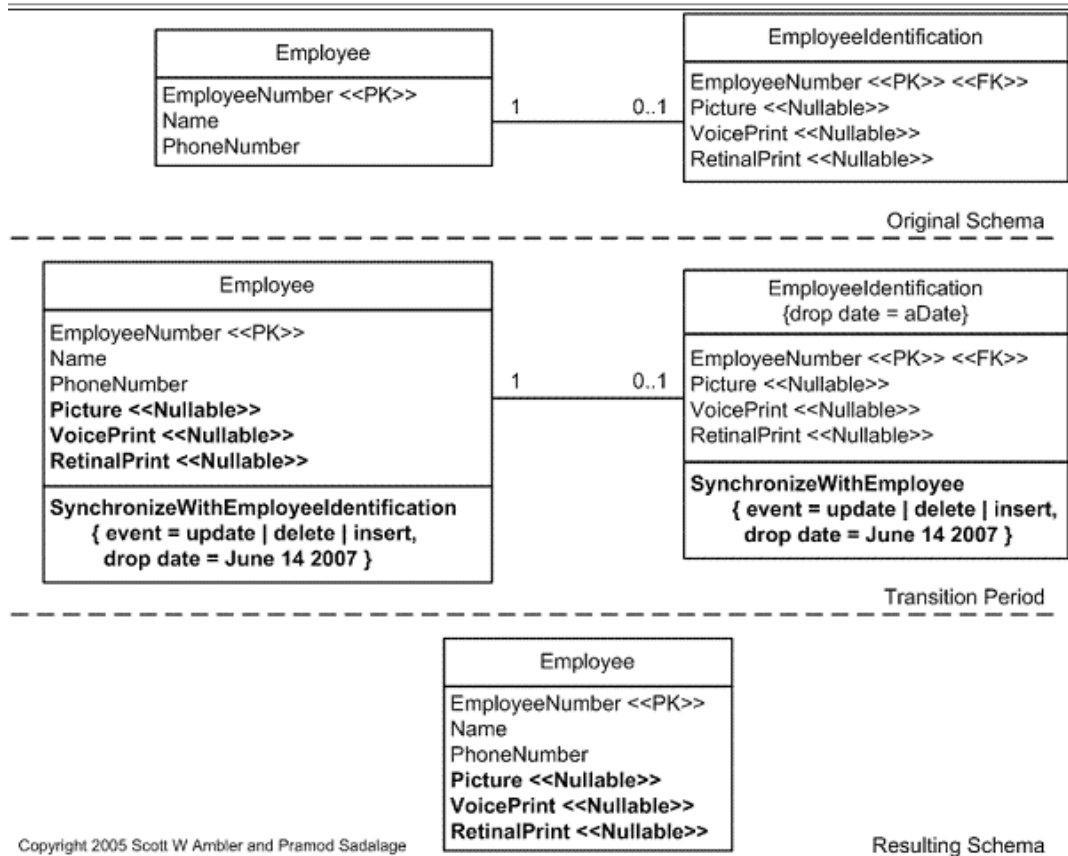 Employee
EmployeeNumber <<PK>>
Name
PhoneNumber
1
0..1
EmployeeIdentification
EmployeeNumber <<PK>> <<FK>>
Picture <<Nullable>>
VoicePrint <<Nullable>>
RetinalPrint <<Nullable>>
Original Schema
Employee
EmployeeNumber <<PK>>
Name
PhoneNumber
Picture <<Nullable>>
VoicePrint <<Nullable>>
RetinalPrint <<Nullable>>
SynchronizeWithEmployeeIdentification
{ event = update | delete | insert,
drop date = June 14 2007 }
1
0..1
EmployeeIdentification
{drop date = aDate}
EmployeeNumber <<PK>> <<FK>>
Picture <<Nullable>>
VoicePrint <<Nullable>>
RetinalPrint <<Nullable>>
SynchronizeWithEmployee
{ event = update | delete | insert,
drop date = June 14 2007 }
Transition Period
Employee
EmployeeNumber <<PK>>
Name
PhoneNumber
Picture <<Nullable>>
VoicePrint <<Nullable>>
RetinalPrint <<Nullable>>
Copyright 2005 Scott W Ambler and Pramod Sadalage
Resulting Schema